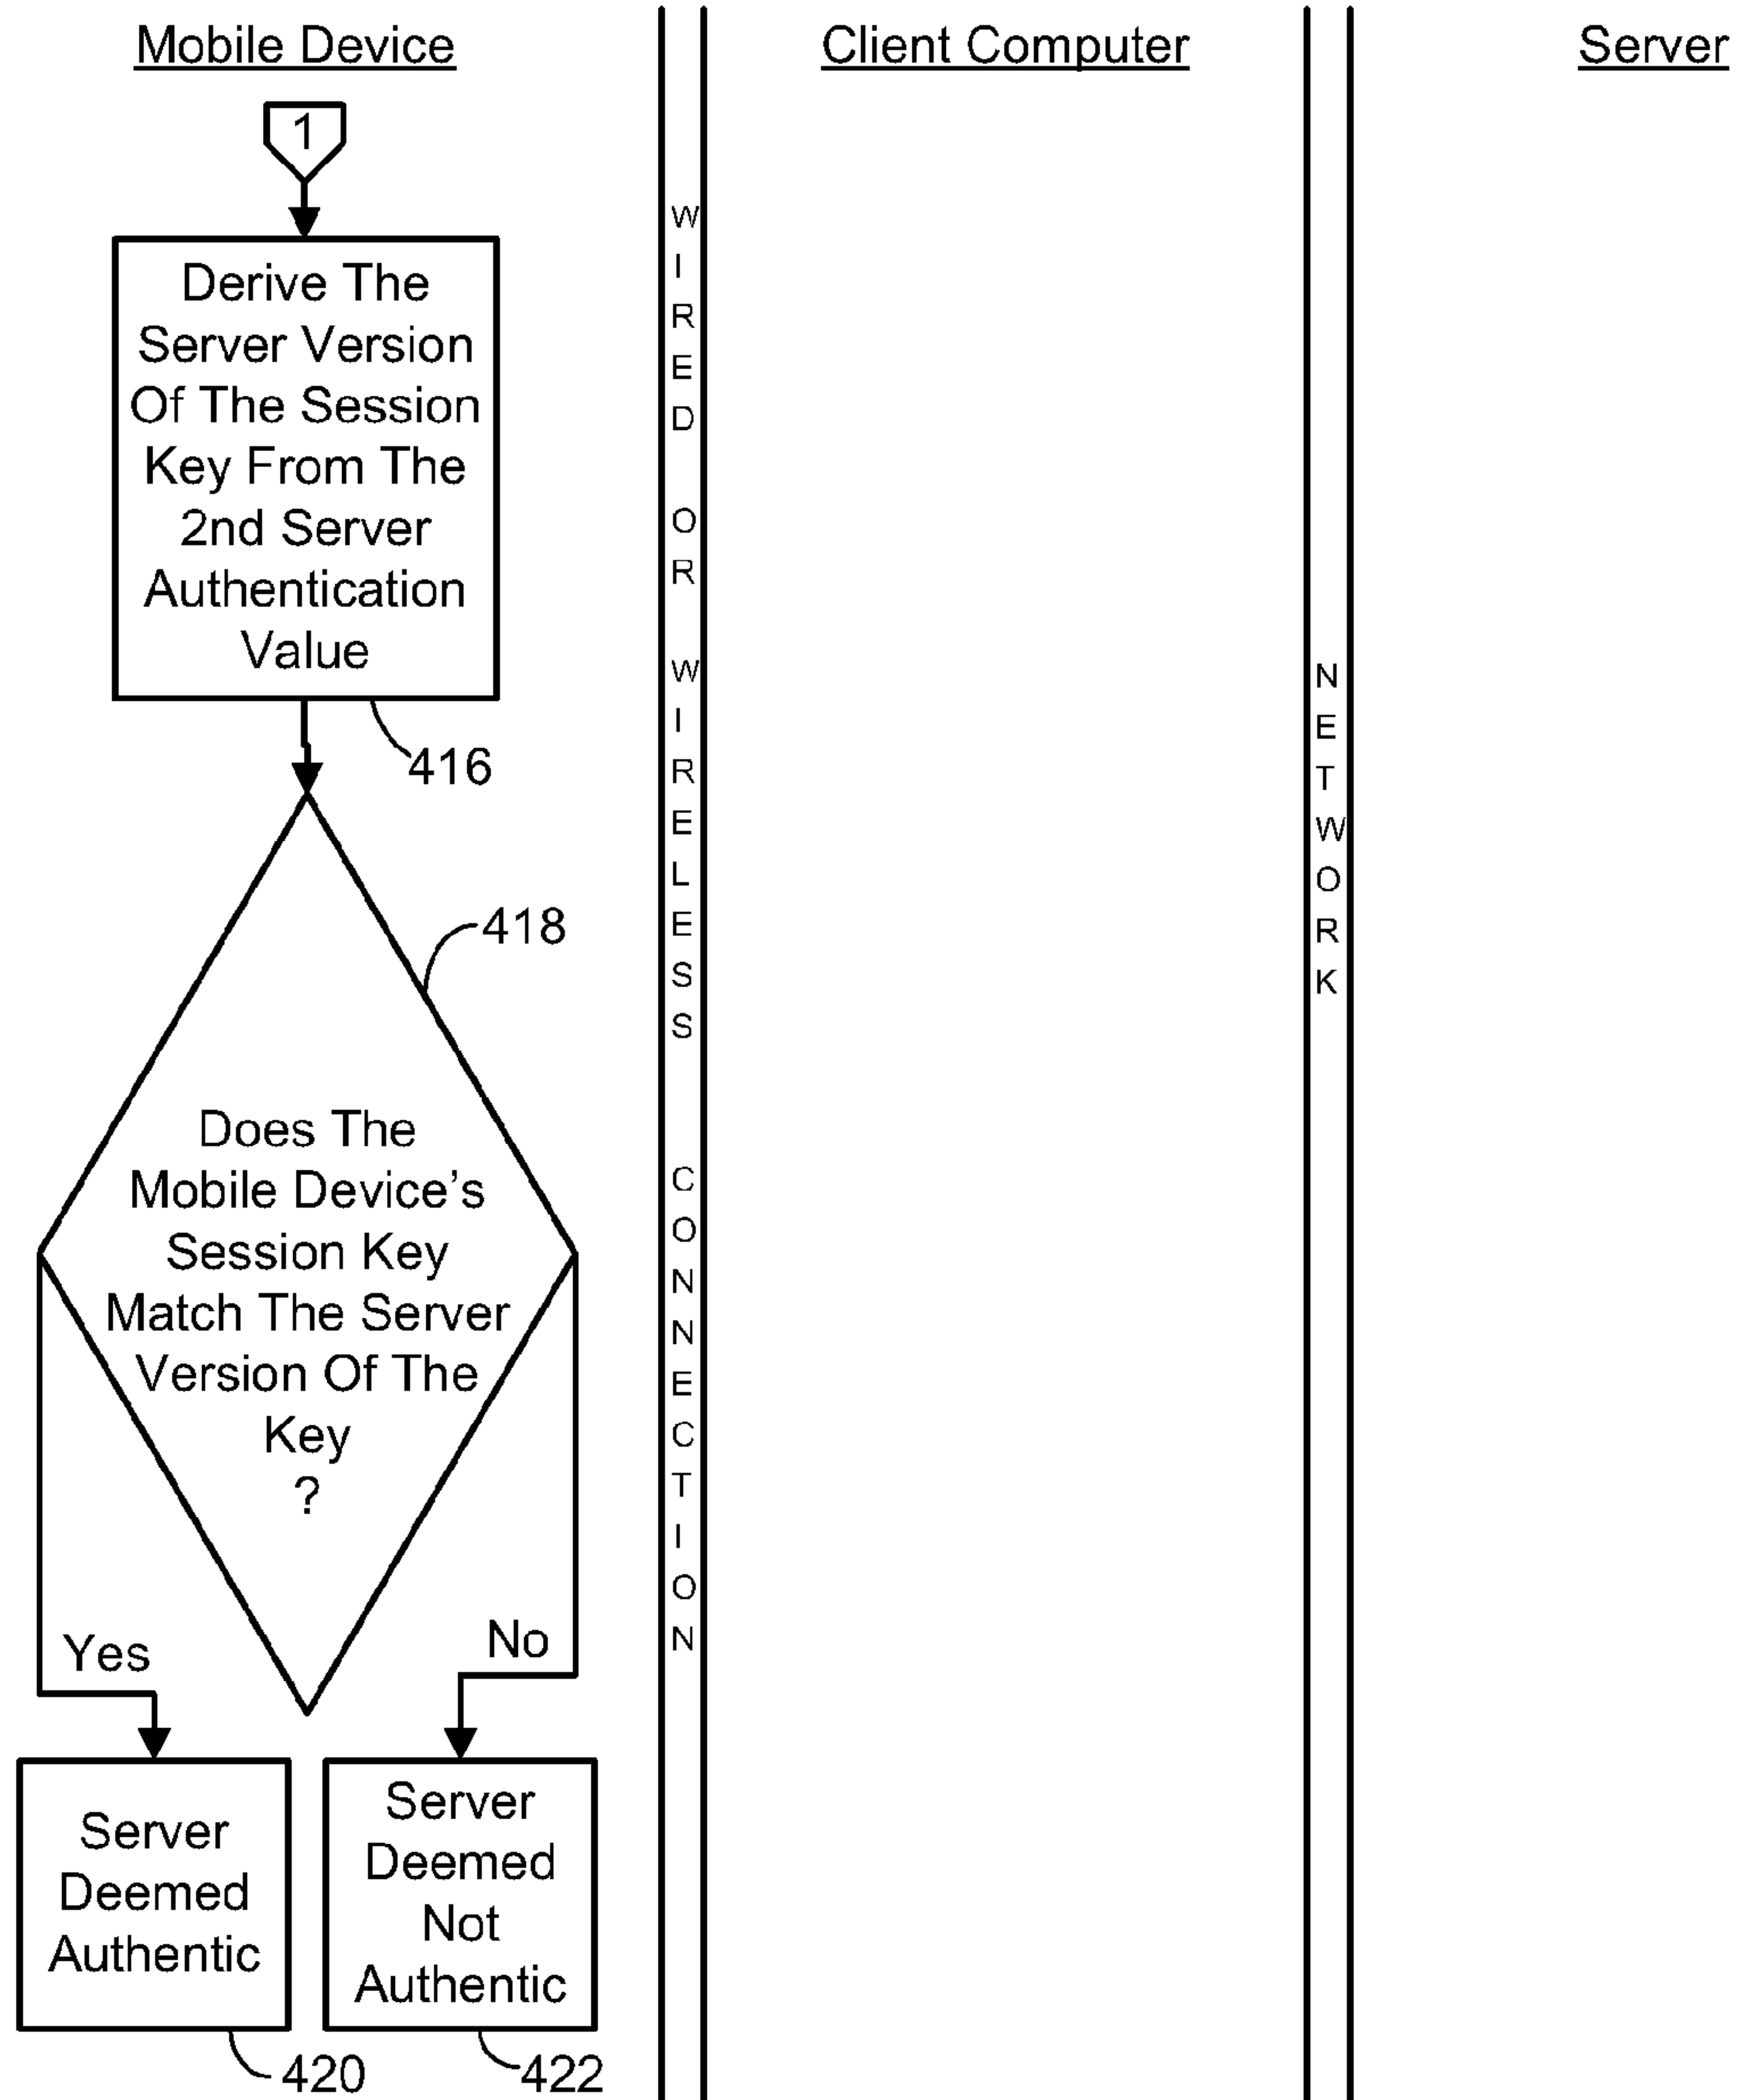 Mobile Device
Client Computer
Server
1
Derive The
Server Version
Of The Session
Key From The
2nd Server
Authentication
Value
416
418
Does The
Mobile Device’s
Session Key
Match The Server
Version Of The
Key
?
Yes
No
Server
Deemed
Authentic
420
Server
Deemed
Not
Authentic
422
WIRED OR WIRELESS CONNECTION
NETWORK